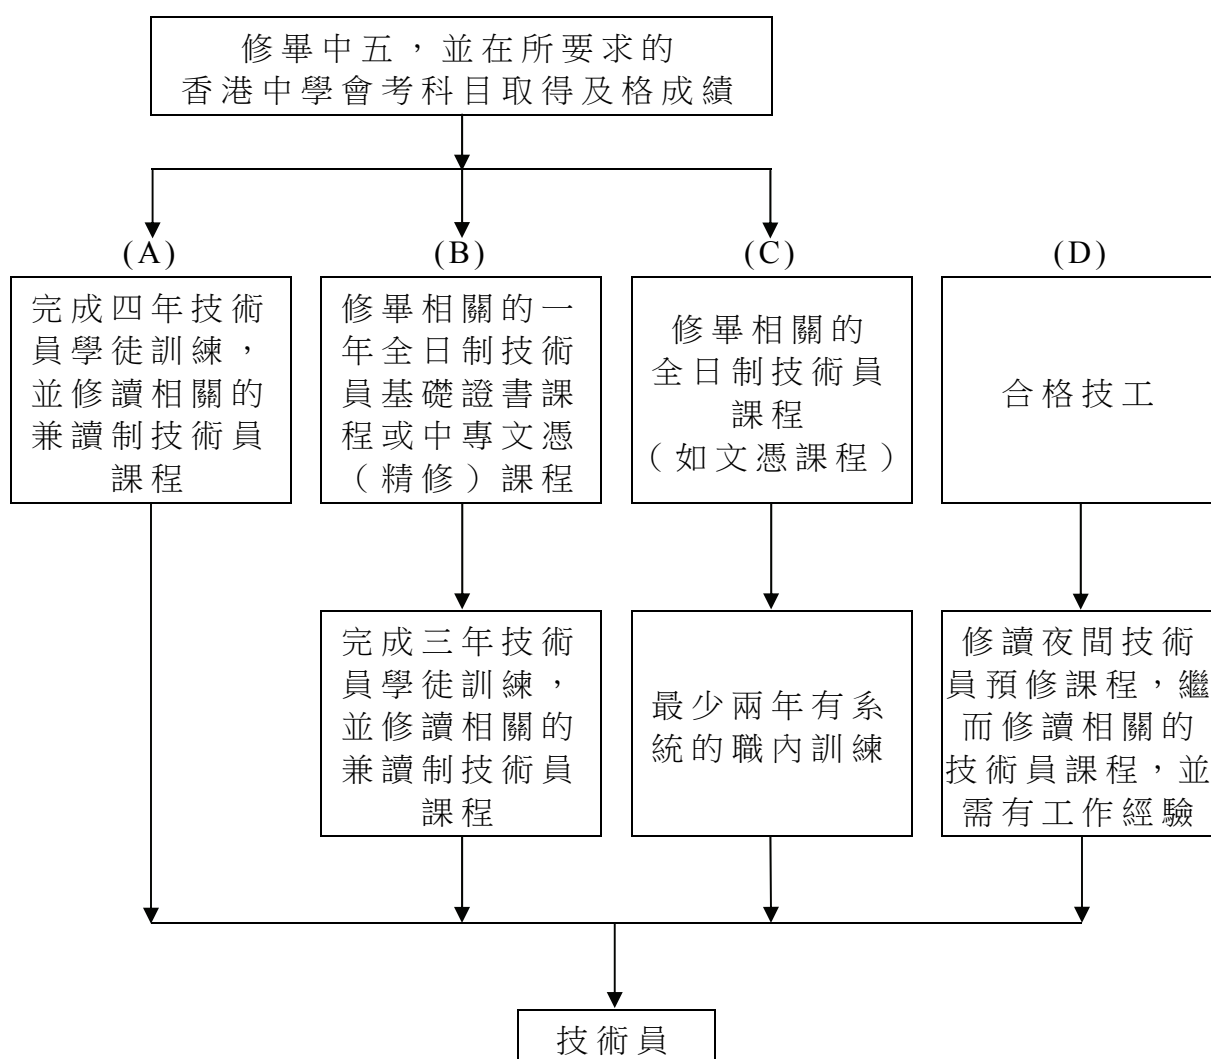 修畢中五，並在所要求的
香港中學會考科目取得及格成績
(A)
完成四年技術
員學徒訓練，
並修讀相關的
兼讀制技術員
課程
(B)
修畢相關的一
年全日制技術
員基礎證書課
程或中專文憑
（精修）課程
(C)
修畢相關的
全日制技術員
課程
（如文憑課程）
(D)
合格技工
完成三年技術
員學徒訓練，
並修讀相關的
兼讀制技術員
課程
最少兩年有系
統的職內訓練
修讀夜間技術
員預修課程，繼
而修讀相關的
技術員課程，並
需有工作經驗
技術員